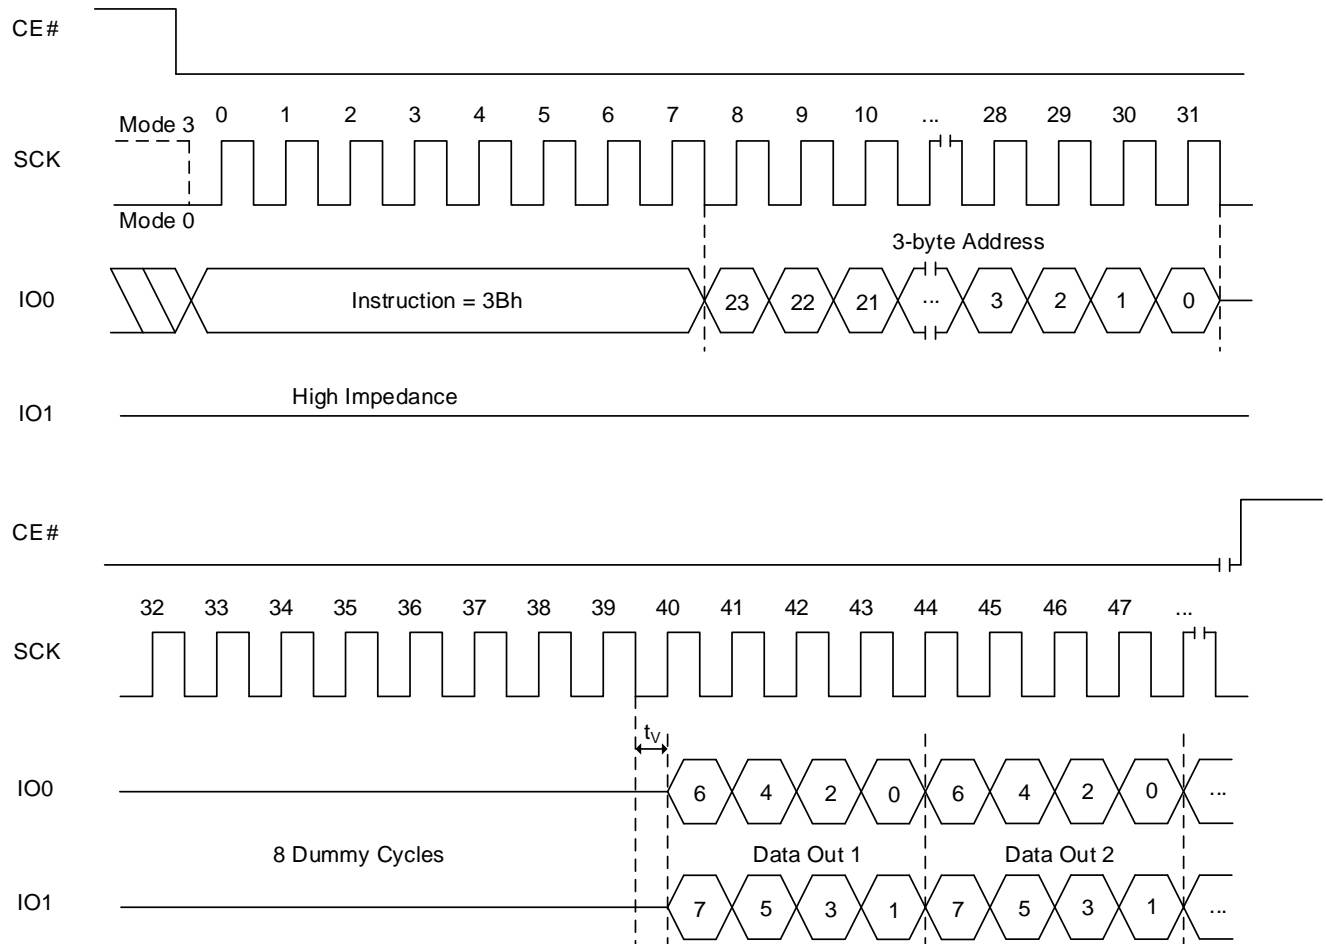 CE#
Mode 3
0 1 2 3 4 5 6 7 8 9 10 ... 28 29 30 31
SCK
Mode 0
3-byte Address
IO0
Instruction = 3Bh
23 22 21 ... 3 2 1 0
High Impedance
IO1
CE#
32 33 34 35 36 37 38 39 40 41 42 43 44 45 46 47 ...
SCK
tV
IO0
6 4 2 0 6 4 2 0 ...
8 Dummy Cycles
Data Out 1
Data Out 2
IO1
7 5 3 1 7 5 3 1 ...